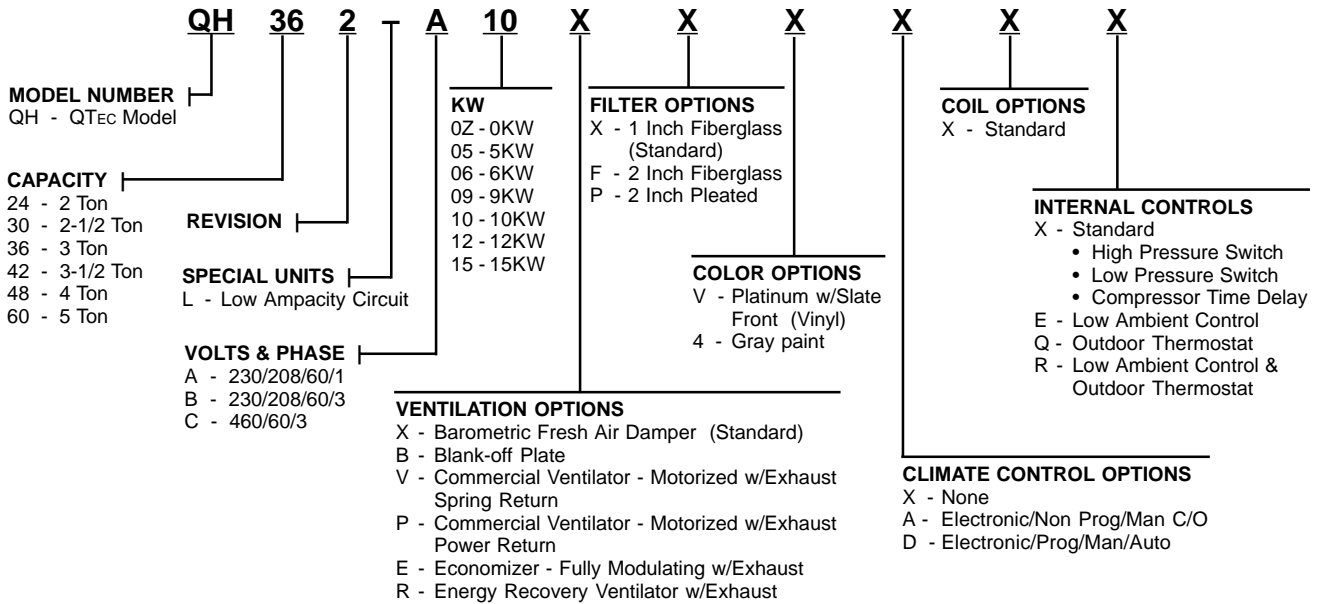 QH 36 2 – A 10 X X X X X X
MODEL NUMBER
QH - QTEC Model
CAPACITY
24 - 2 Ton
30 - 2-1/2 Ton
36 - 3 Ton
42 - 3-1/2 Ton
48 - 4 Ton
60 - 5 Ton
REVISION
SPECIAL UNITS
L - Low Ampacity Circuit
VOLTS & PHASE
A - 230/208/60/1
B - 230/208/60/3
C - 460/60/3
KW
0Z - 0KW
05 - 5KW
06 - 6KW
09 - 9KW
10 - 10KW
12 - 12KW
15 - 15KW
VENTILATION OPTIONS
X - Barometric Fresh Air Damper (Standard)
B - Blank-off Plate
V - Commercial Ventilator - Motorized w/Exhaust
Spring Return
P - Commercial Ventilator - Motorized w/Exhaust
Power Return
E - Economizer - Fully Modulating w/Exhaust
R - Energy Recovery Ventilator w/Exhaust
FILTER OPTIONS
X - 1 Inch Fiberglass
(Standard)
F - 2 Inch Fiberglass
P - 2 Inch Pleated
COLOR OPTIONS
V - Platinum w/Slate
Front (Vinyl)
4 - Gray paint
CLIMATE CONTROL OPTIONS
X - None
A - Electronic/Non Prog/Man C/O
D - Electronic/Prog/Man/Auto
COIL OPTIONS
X - Standard
INTERNAL CONTROLS
X - Standard
• High Pressure Switch
• Low Pressure Switch
• Compressor Time Delay
E - Low Ambient Control
Q - Outdoor Thermostat
R - Low Ambient Control &
Outdoor Thermostat